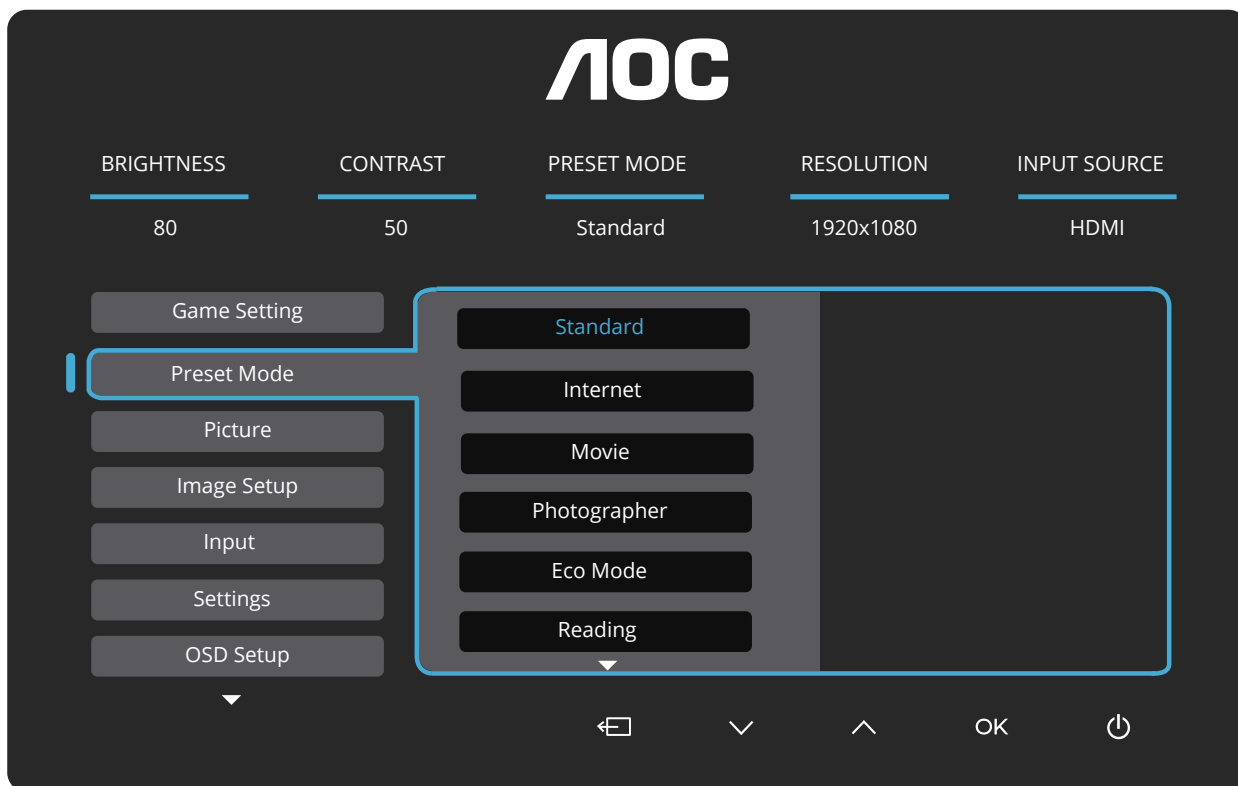 AOC
BRIGHTNESS CONTRAST PRESET MODE RESOLUTION INPUT SOURCE
80 50 Standard 1920x1080 HDMI
Game Setting
Preset Mode
Picture
Image Setup
Input
Settings
OSD Setup
Standard
Internet
Movie
Photographer
Eco Mode
Reading
OK